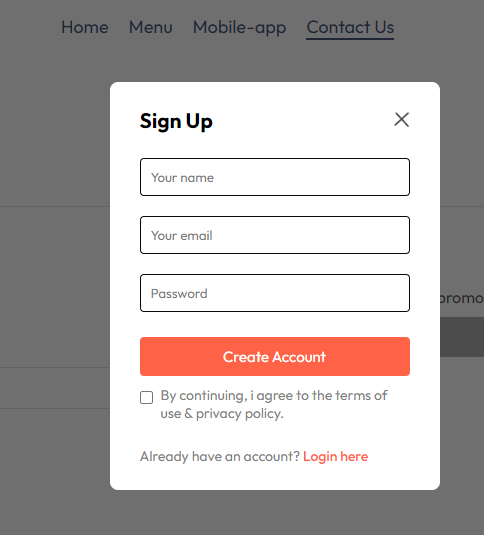 Home Menu Mobile-app Contact Us
Sign Up
Your name
Your email
promo
Password
Create Account
By continuing, i agree to the terms of
use & privacy policy.
Already have an account? Login here